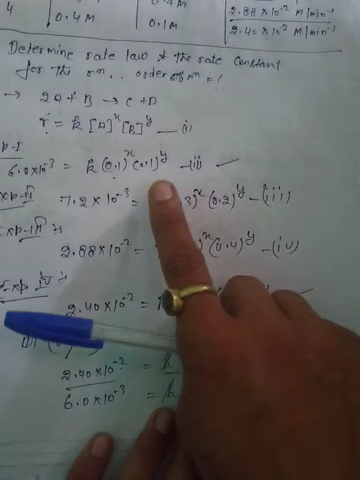 4 0.4 M 0.1 M 2.88 × 10⁻² M/min⁻¹
2.40 × 10⁻² M/min⁻¹
Determine rate law & the rate constant
for the rxn... order of rxn = ?
→ 2A + B → C + D
r = k [A]ˣ [B]ʸ — (i)
6.0×10⁻³ = k (0.1)ˣ (0.1)ʸ — (ii)
7.2 × 10⁻³ = 3)ˣ (0.2)ʸ — (iii)
2.88×10⁻² = )ˣ (0.4)ʸ — (iv)
Exp. IV
2.40 × 10⁻² =
2.40 × 10⁻² = k
6.0×10⁻³ = k